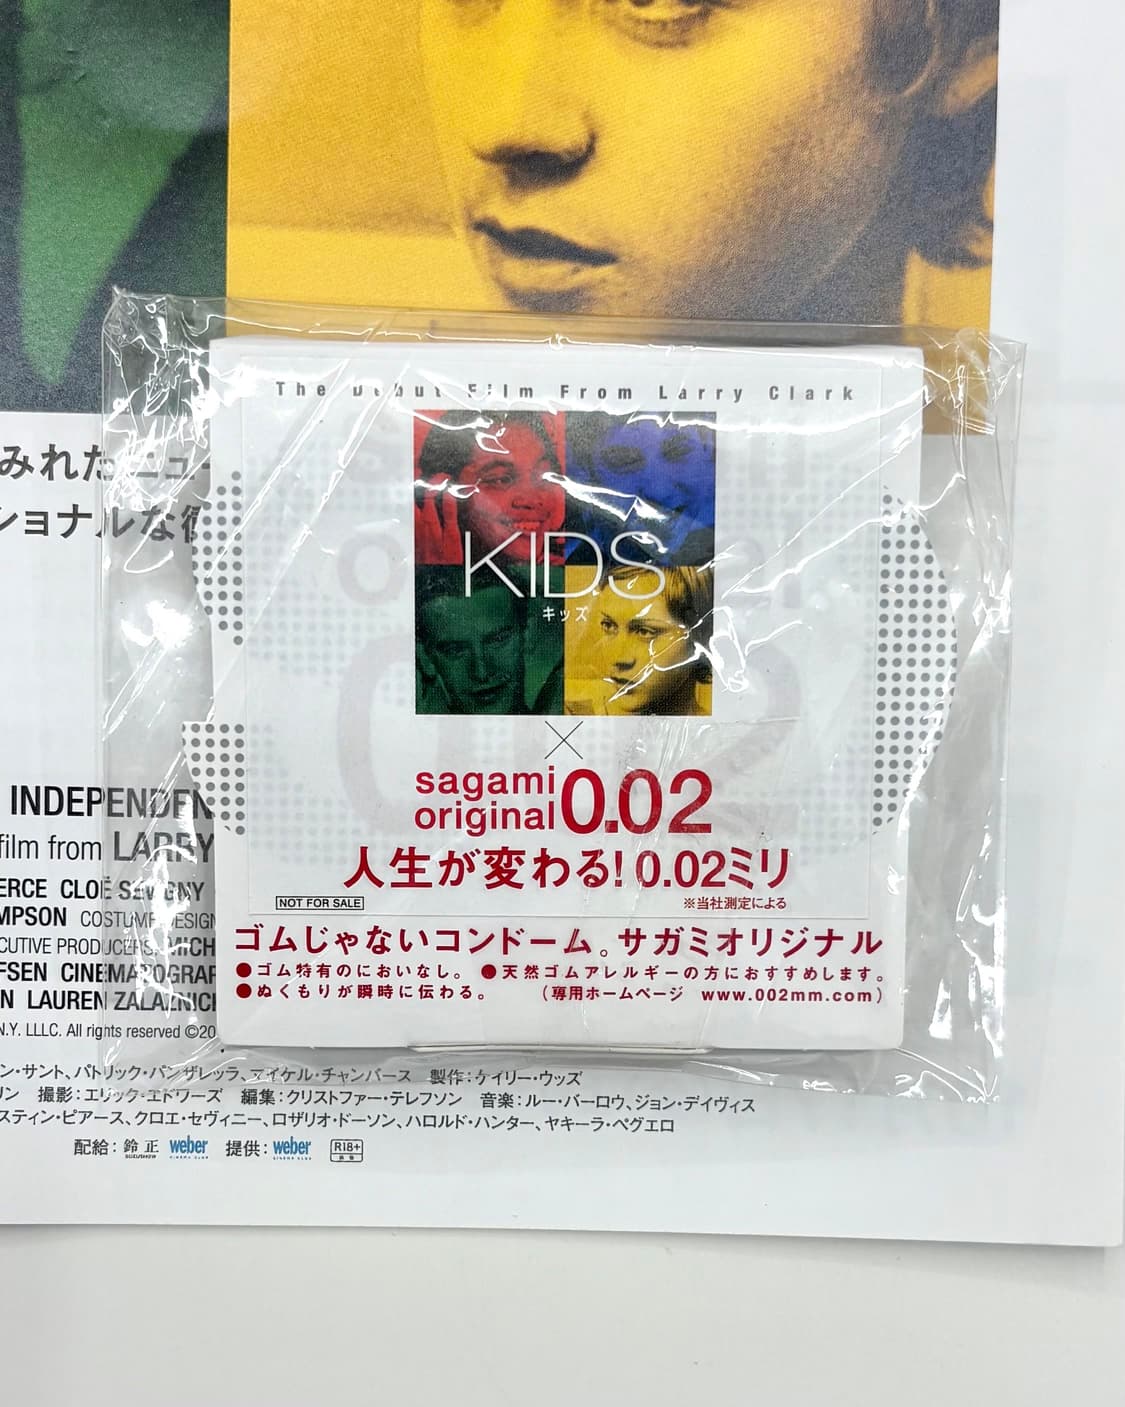 みれたニュー
ショナルな
The Debut Film From Larry Clark
KIDS
キッズ
×
sagami
original 0.02
人生が変わる!0.02ミリ
※当社測定による
NOT FOR SALE
ゴムじゃないコンドーム。サガミオリジナル
●ゴム特有のにおいなし。 ●天然ゴムアレルギーの方におすすめします。
●ぬくもりが瞬時に伝わる。 (専用ホームページ www.002mm.com)
INDEPENDEN
film from LARRY
ERCE CLOË SEVIGNY
MPSON COSTUME DESIGN
CUTIVE PRODUCERS MICH
FSEN CINEMATOGRAP
N LAUREN ZALAZNICK
N.Y. LLLC. All rights reserved ©20
ン・サント、パトリック・パンザレッラ、マイケル・チャンバース 製作:ケイリー・ウッズ
リン 撮影:エリック・エドワーズ 編集:クリストファー・テレフソン 音楽:ルー・バーロウ、ジョン・デイヴィス
スティン・ピアース、クロエ・セヴィニー、ロザリオ・ドーソン、ハロルド・ハンター、ヤキーラ・ペグエロ
配給:鈴正 weber 提供:weber R18+